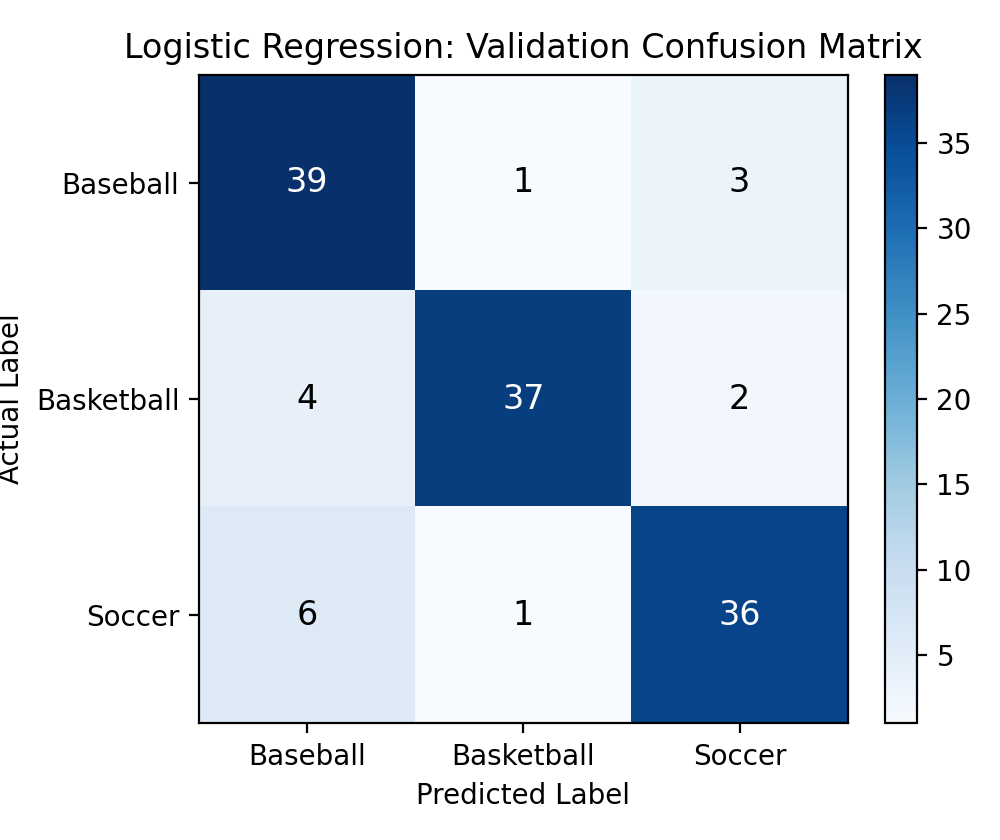 Logistic Regression: Validation Confusion Matrix
Baseball 39 1 3
Basketball 4 37 2
Soccer 6 1 36
Actual Label
Baseball Basketball Soccer
Predicted Label
35
30
25
20
15
10
5